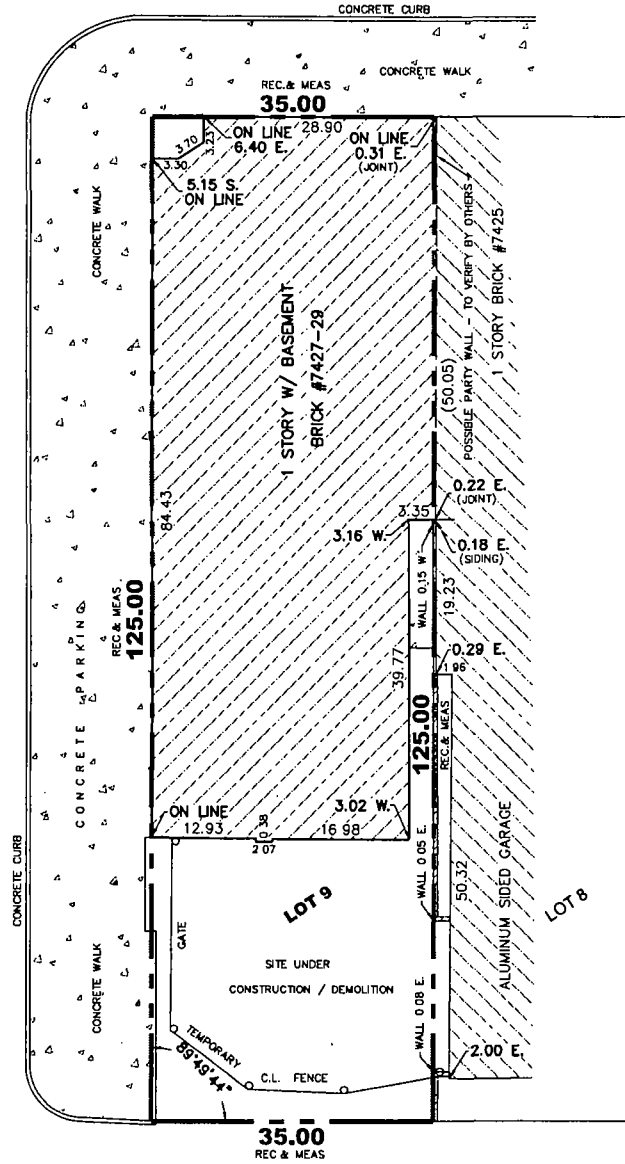 CONCRETE CURB
CONCRETE WALK
REC.& MEAS
35.00
28.90
ON LINE
6.40 E.
ON LINE
0.31 E.
(JOINT)
3.70
3.23
3.30
5.15 S.
ON LINE
CONCRETE WALK
POSSIBLE PARTY WALL - TO VERIFY BY OTHERS
1 STORY BRICK #7425
1 STORY W/ BASEMENT
BRICK #7427-29
(50.05)
84.43
3.35
0.22 E.
(JOINT)
3.16 W.
0.18 E.
(SIDING)
WALL 0.15 W
19.23
REC & MEAS
125.00
CONCRETE PARKING
0.29 E.
1.96
39.77
125.00
REC.& MEAS
ON LINE
3.02 W.
12.93
0.38
2.07
16.98
WALL 0.05 E.
50.32
ALUMINUM SIDED GARAGE
LOT 8
LOT 9
CONCRETE CURB
GATE
SITE UNDER
CONSTRUCTION / DEMOLITION
CONCRETE WALK
WALL 0.08 E.
2.00 E.
TEMPORARY
C.L. FENCE
89°49'44"
35.00
REC & MEAS